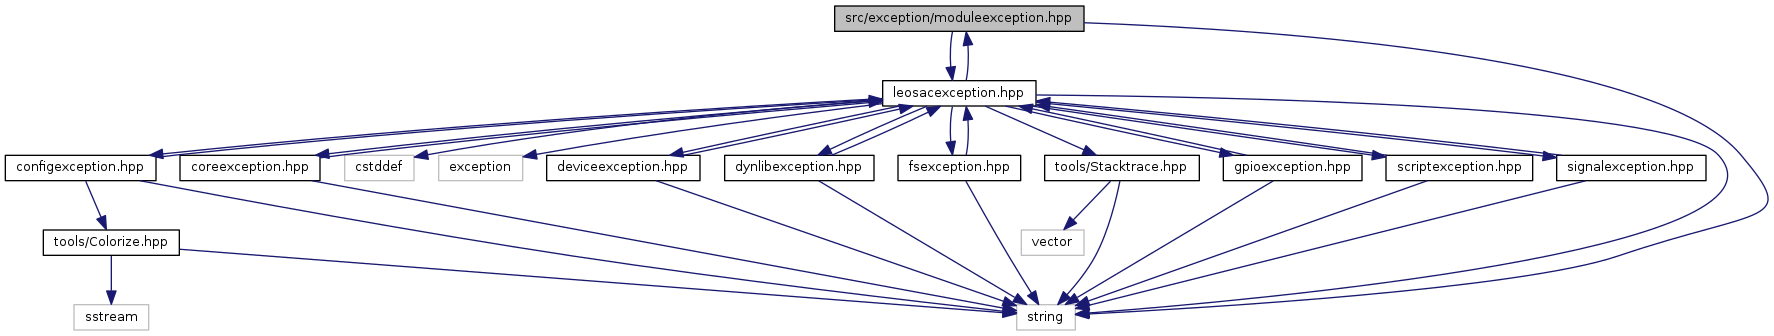 src/exception/moduleexception.hpp
leosacexception.hpp
configexception.hpp
coreexception.hpp
cstddef
exception
deviceexception.hpp
dynlibexception.hpp
fsexception.hpp
tools/Stacktrace.hpp
gpioexception.hpp
scriptexception.hpp
signalexception.hpp
tools/Colorize.hpp
vector
sstream
string